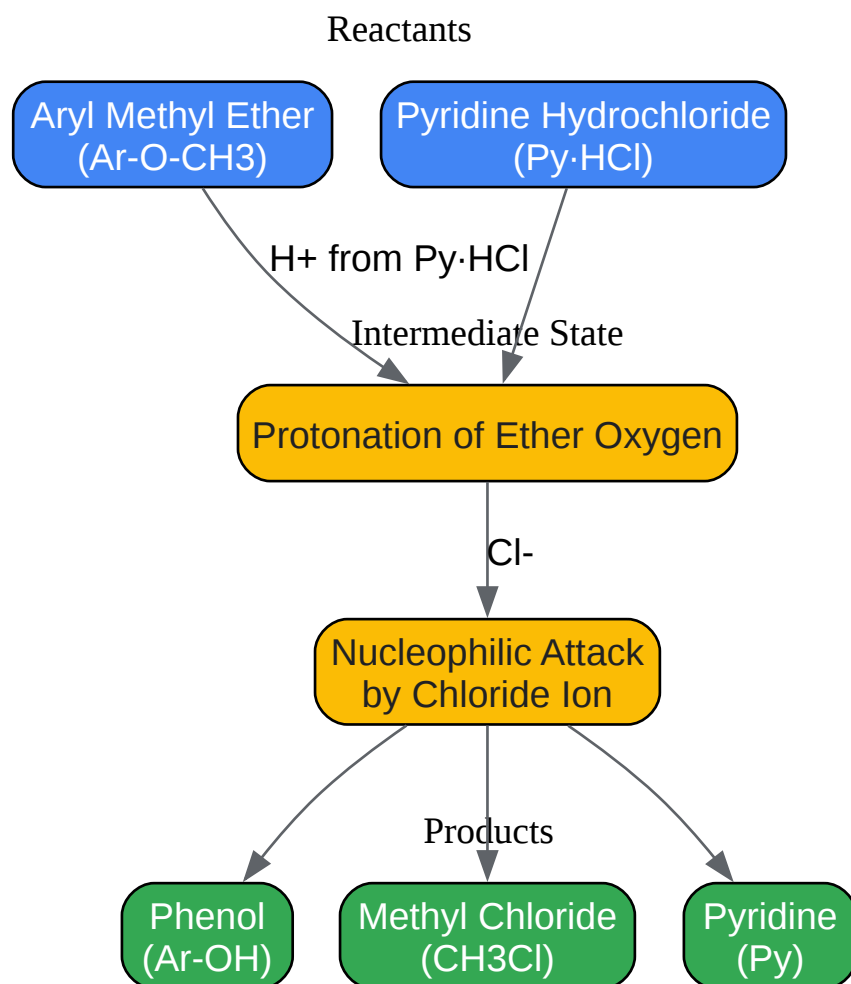 Reactants
Aryl Methyl Ether
(Ar-O-CH3)
Pyridine Hydrochloride
(Py·HCl)
H+ from Py·HCl
Intermediate State
Protonation of Ether Oxygen
Cl-
Nucleophilic Attack
by Chloride Ion
Products
Phenol
(Ar-OH)
Methyl Chloride
(CH3Cl)
Pyridine
(Py)